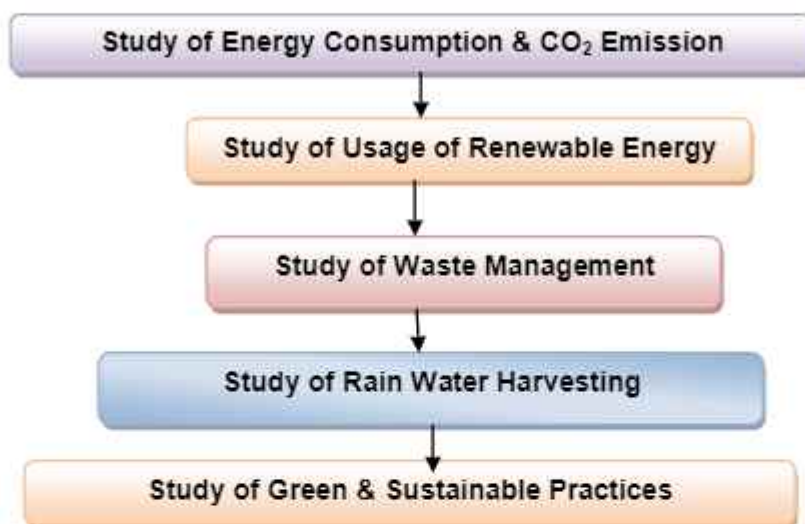 Study of Energy Consumption & CO₂ Emission
Study of Usage of Renewable Energy
Study of Waste Management
Study of Rain Water Harvesting
Study of Green & Sustainable Practices